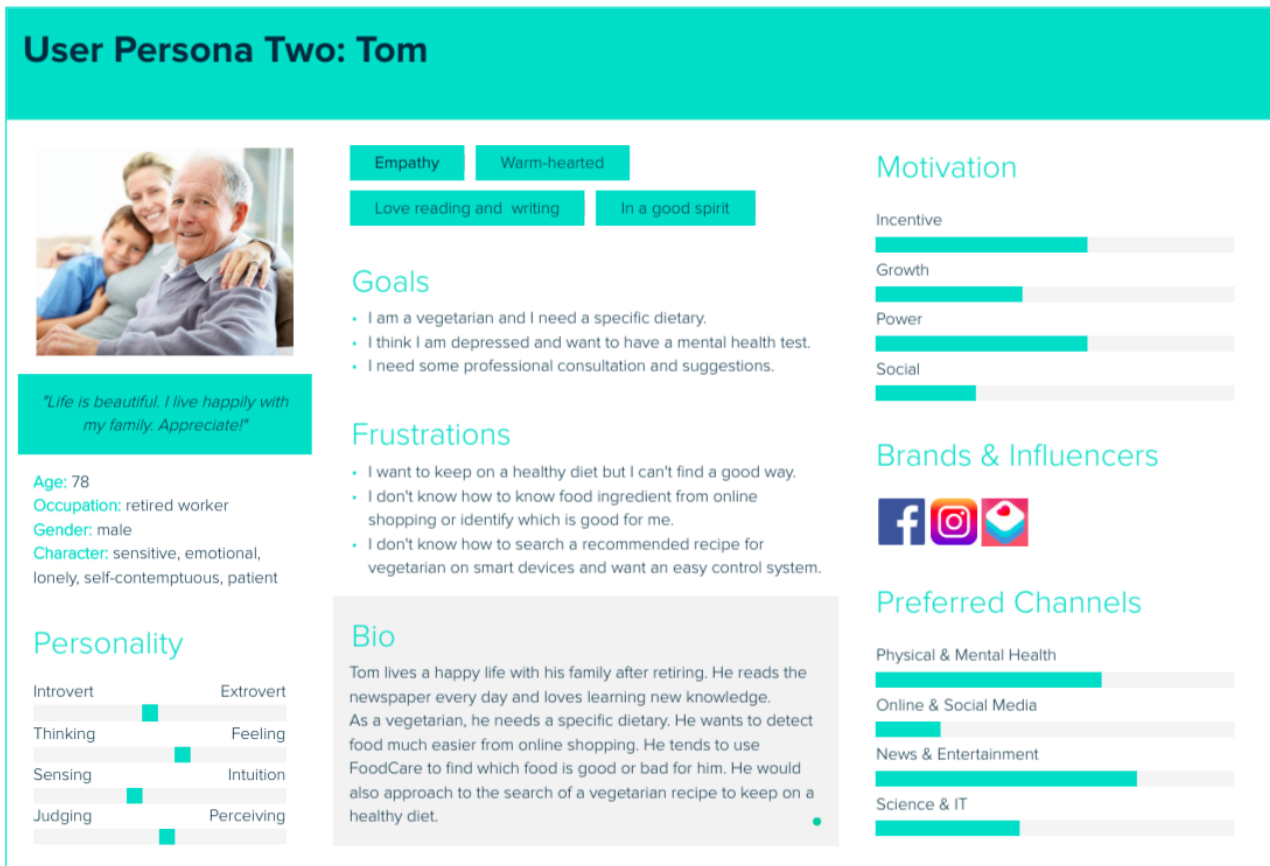 User Persona Two: Tom
"Life is beautiful. I live happily with
my family. Appreciate!"
Age: 78
Occupation: retired worker
Gender: male
Character: sensitive, emotional,
lonely, self-contemptuous, patient
Personality
Introvert Extrovert
Thinking Feeling
Sensing Intuition
Judging Perceiving
Empathy Warm-hearted
Love reading and writing In a good spirit
Goals
• I am a vegetarian and I need a specific dietary.
• I think I am depressed and want to have a mental health test.
• I need some professional consultation and suggestions.
Frustrations
• I want to keep on a healthy diet but I can't find a good way.
• I don't know how to know food ingredient from online
shopping or identify which is good for me.
• I don't know how to search a recommended recipe for
vegetarian on smart devices and want an easy control system.
Bio
Tom lives a happy life with his family after retiring. He reads the
newspaper every day and loves learning new knowledge.
As a vegetarian, he needs a specific dietary. He wants to detect
food much easier from online shopping. He tends to use
FoodCare to find which food is good or bad for him. He would
also approach to the search of a vegetarian recipe to keep on a
healthy diet.
Motivation
Incentive
Growth
Power
Social
Brands & Influencers
Preferred Channels
Physical & Mental Health
Online & Social Media
News & Entertainment
Science & IT